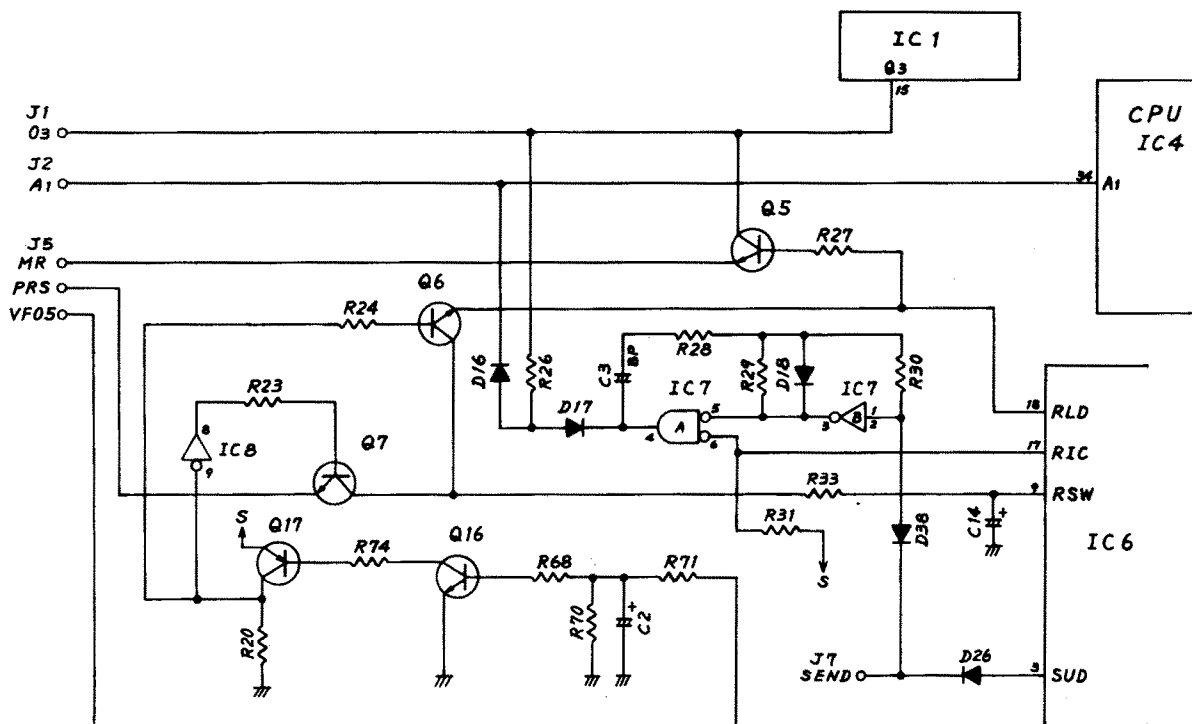 IC 1
Q3
15
J1
O3
J2
A1
J5
MR
PRS
VF05
CPU
IC4
34
A1
Q5
R27
Q6
R24
D16
R26
C3
BP
R28
R29
D18
R30
IC7
IC7
D17
4
A
5
6
3
B
1
2
R23
8
IC8
9
Q7
18
RLD
17
RIC
9
RSW
R33
C14
+
R31
S
D38
IC6
S
Q17
R74
Q16
R68
R71
R20
R70
+
C2
J7
SEND
D26
3
SUD